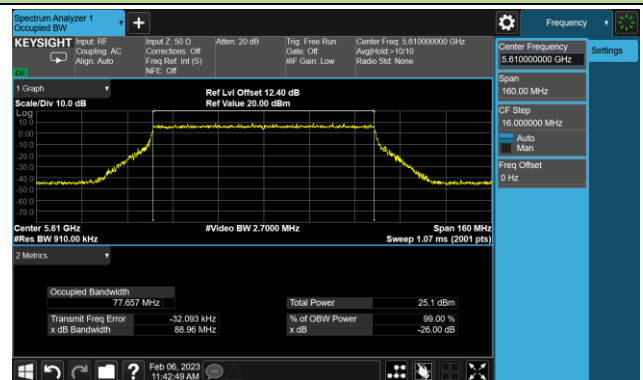 Spectrum Analyzer 1
Occupied BW
Frequency
KEYSIGHT
Input: RF
Coupling: AC
Align: Auto
Input Z: 50 Ω
Corrections: Off
Freq Ref: Int (S)
NFE: Off
Atten: 20 dB
Trig: Free Run
Gate: Off
#IF Gain: Low
Center Freq: 5.610000000 GHz
Avg|Hold:>10/10
Radio Std: None
Center Frequency
5.610000000 GHz
Settings
Span
160.00 MHz
CF Step
16.000000 MHz
Auto
Man
Freq Offset
0 Hz
1 Graph
Scale/Div 10.0 dB
Ref Lvl Offset 12.40 dB
Ref Value 20.00 dBm
Log
10.0
0.00
-10.0
-20.0
-30.0
-40.0
-50.0
-60.0
-70.0
Center 5.61 GHz
#Video BW 2.7000 MHz
Span 160 MHz
#Res BW 910.00 kHz
Sweep 1.07 ms (2001 pts)
2 Metrics
Occupied Bandwidth
77.657 MHz
Total Power 25.1 dBm
Transmit Freq Error -32.093 kHz
% of OBW Power 99.00 %
x dB Bandwidth 88.96 MHz
x dB -26.00 dB
?
Feb 06, 2023
11:42:49 AM